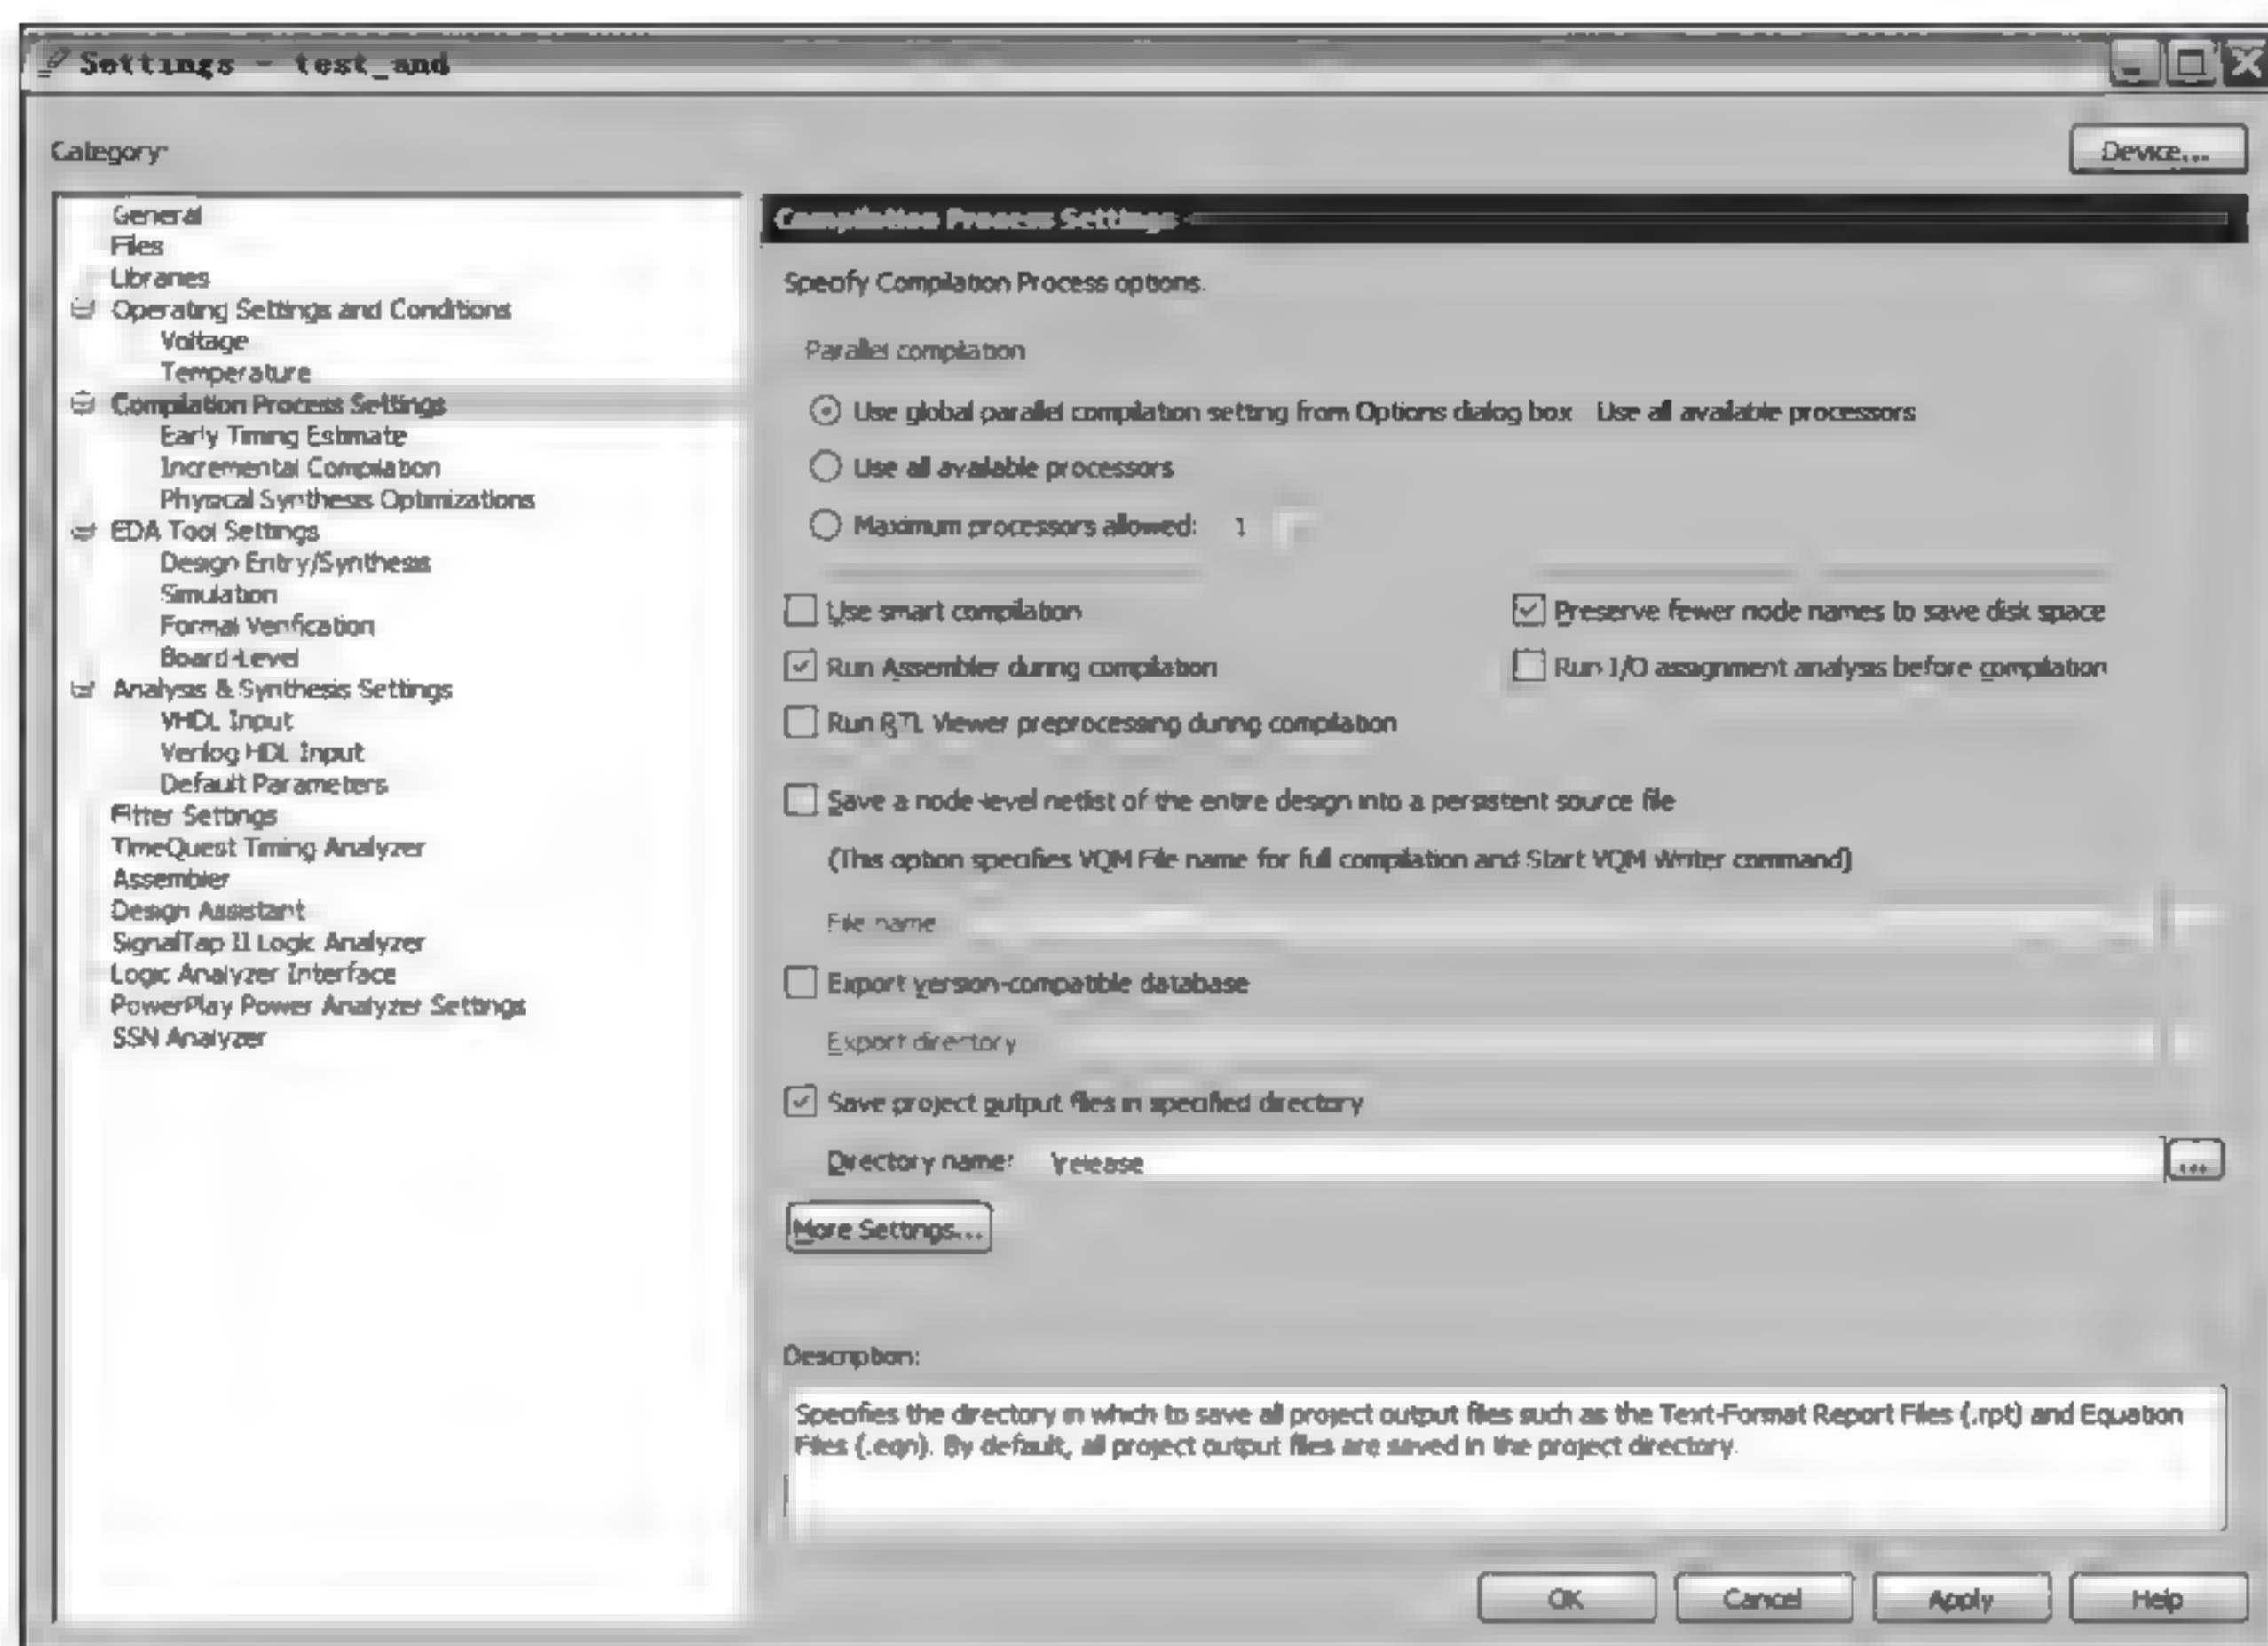 Settings - test_and
Category:
Device...
General
Files
Libraries
Operating Settings and Conditions
Voltage
Temperature
Compilation Process Settings
Early Timing Estimate
Incremental Compilation
Physical Synthesis Optimizations
EDA Tool Settings
Design Entry/Synthesis
Simulation
Formal Verification
Board-Level
Analysis & Synthesis Settings
VHDL Input
Verilog HDL Input
Default Parameters
Fitter Settings
TimeQuest Timing Analyzer
Assembler
Design Assistant
SignalTap II Logic Analyzer
Logic Analyzer Interface
PowerPlay Power Analyzer Settings
SSN Analyzer
Compilation Process Settings
Specify Compilation Process options.
Parallel compilation
Use global parallel compilation setting from Options dialog box Use all available processors
Use all available processors
Maximum processors allowed: 1
Use smart compilation
Preserve fewer node names to save disk space
Run Assembler during compilation
Run I/O assignment analysis before compilation
Run RTL Viewer preprocessing during compilation
Save a node-level netlist of the entire design into a persistent source file
(This option specifies VQM File name for full compilation and Start VQM Writer command)
File name
Export version-compatible database
Export directory
Save project output files in specified directory
Directory name: \release
...
More Settings...
Description:
Specifies the directory in which to save all project output files such as the Text-Format Report Files (.rpt) and Equation
Files (.eqn). By default, all project output files are saved in the project directory.
OK
Cancel
Apply
Help